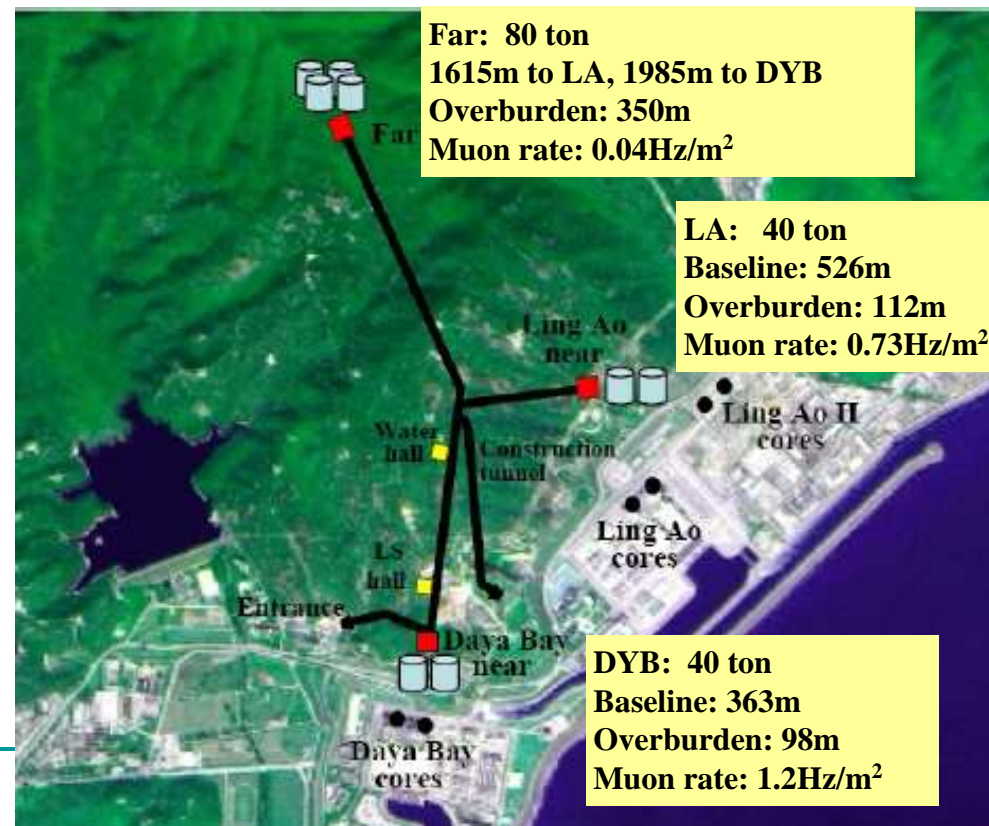 Far: 80 ton
1615m to LA, 1985m to DYB
Overburden: 350m
Muon rate: 0.04Hz/m²
Far
LA: 40 ton
Baseline: 526m
Overburden: 112m
Muon rate: 0.73Hz/m²
Ling Ao
near
Ling Ao II
cores
Water
hall
Construction
tunnel
Ling Ao
cores
LS
hall
Entrance
Daya Bay
near
DYB: 40 ton
Baseline: 363m
Overburden: 98m
Muon rate: 1.2Hz/m²
Daya Bay
cores